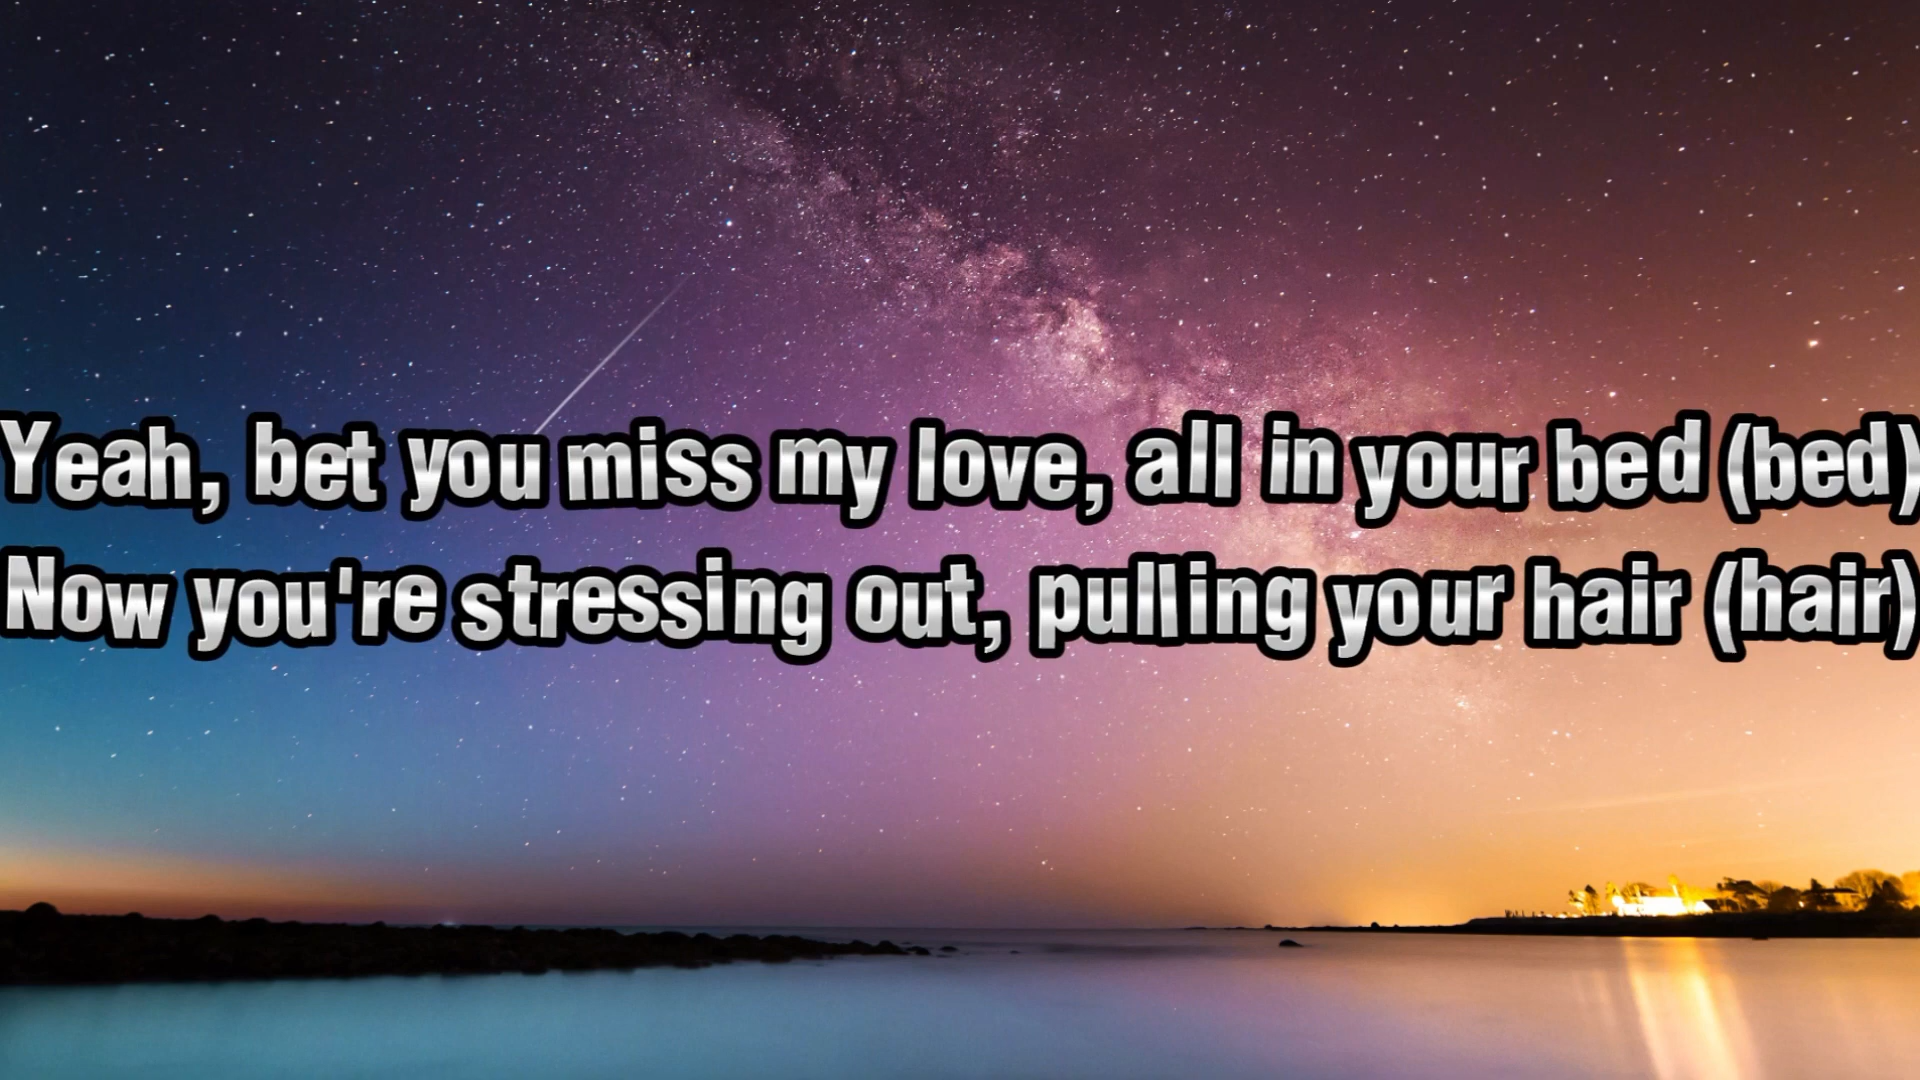 Yeah, bet you miss my love, all in your bed (bed)
Now you're stressing out, pulling your hair (hair)